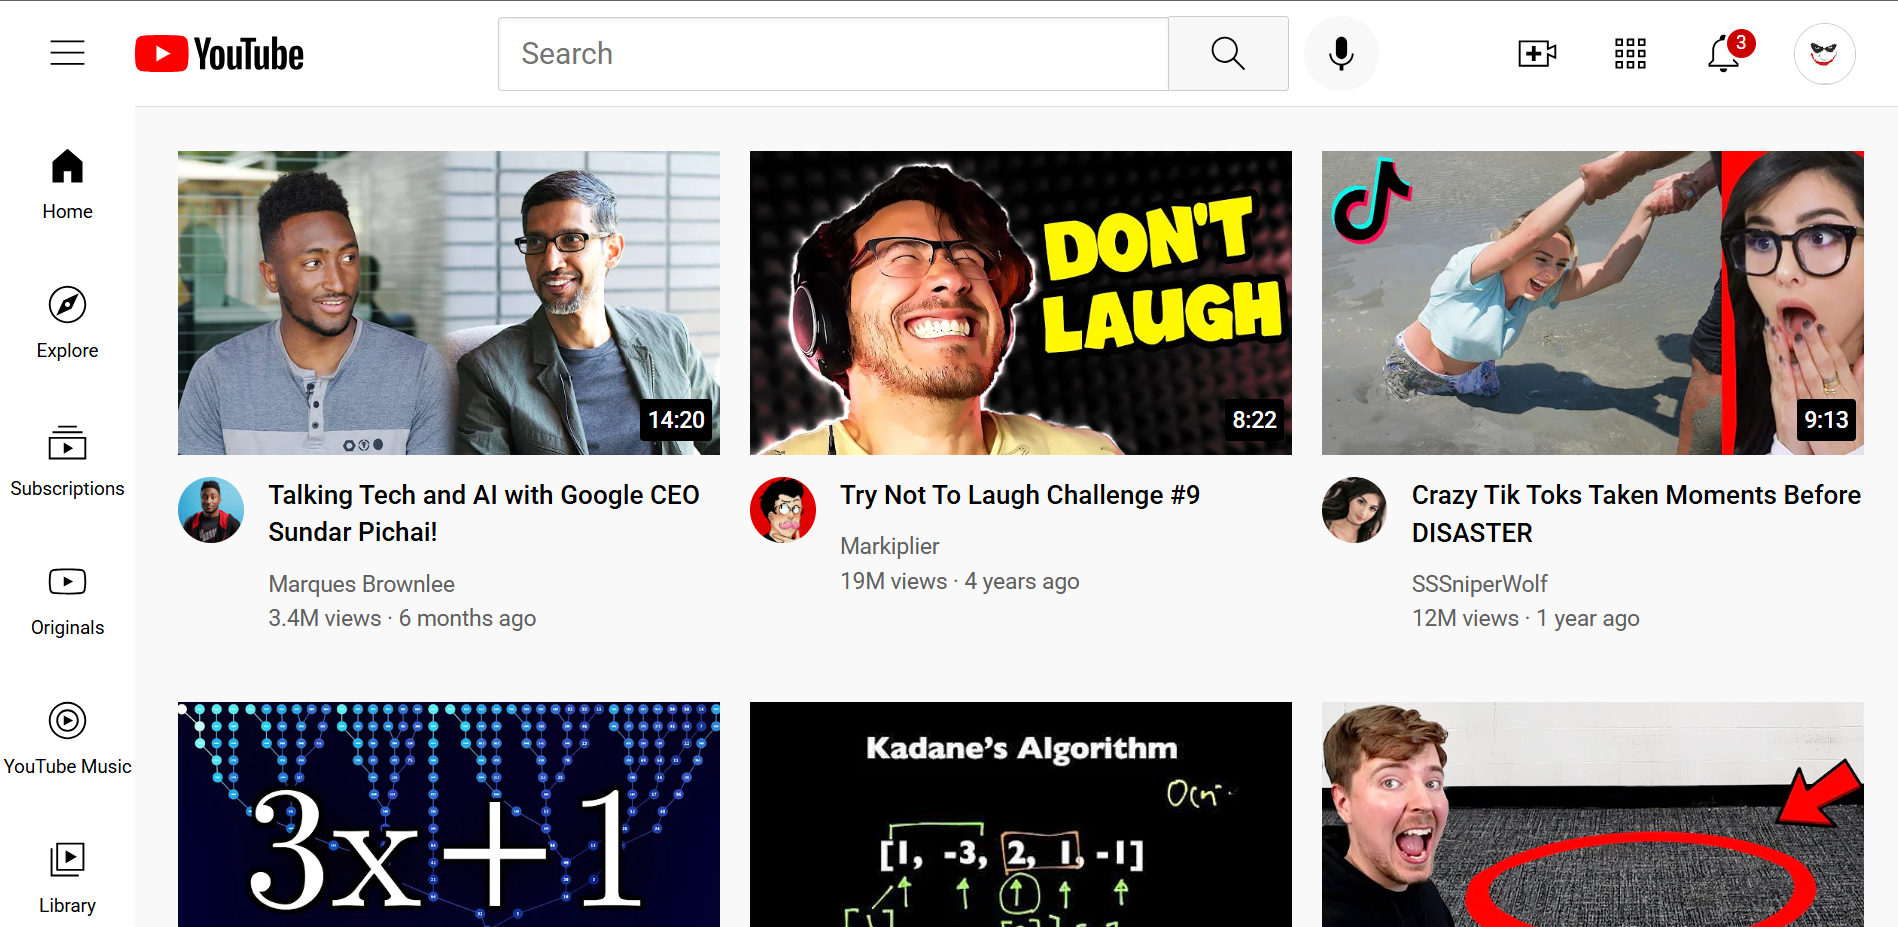 YouTube
Search
3
Home
Explore
Subscriptions
Originals
YouTube Music
Library
14:20
Talking Tech and AI with Google CEO
Sundar Pichai!
Marques Brownlee
3.4M views · 6 months ago
DON'T
LAUGH
8:22
Try Not To Laugh Challenge #9
Markiplier
19M views · 4 years ago
9:13
Crazy Tik Toks Taken Moments Before
DISASTER
SSSniperWolf
12M views · 1 year ago
3x+1
Kadane's Algorithm
[1, -3, 2, 1, -1]